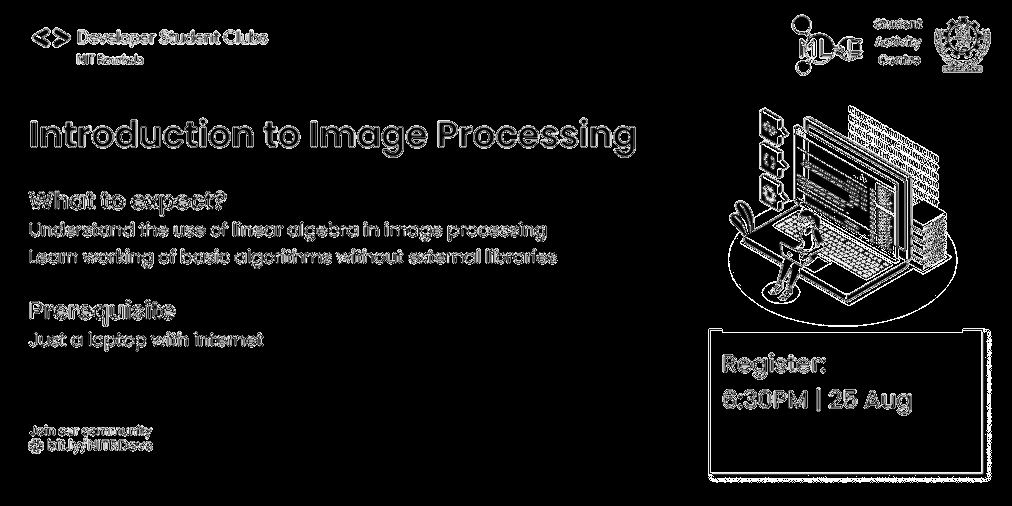 Developer Student Clubs
NIT Rourkela
ML
Student
Activity
Centre
Introduction to Image Processing
What to expect?
Understand the use of linear algebra in image processing
Learn working of basic algorithms without external libraries
Prerequisite
Just a laptop with internet
Register:
6:30PM | 25 Aug
Join our community
@ bit.ly/NITRDevs